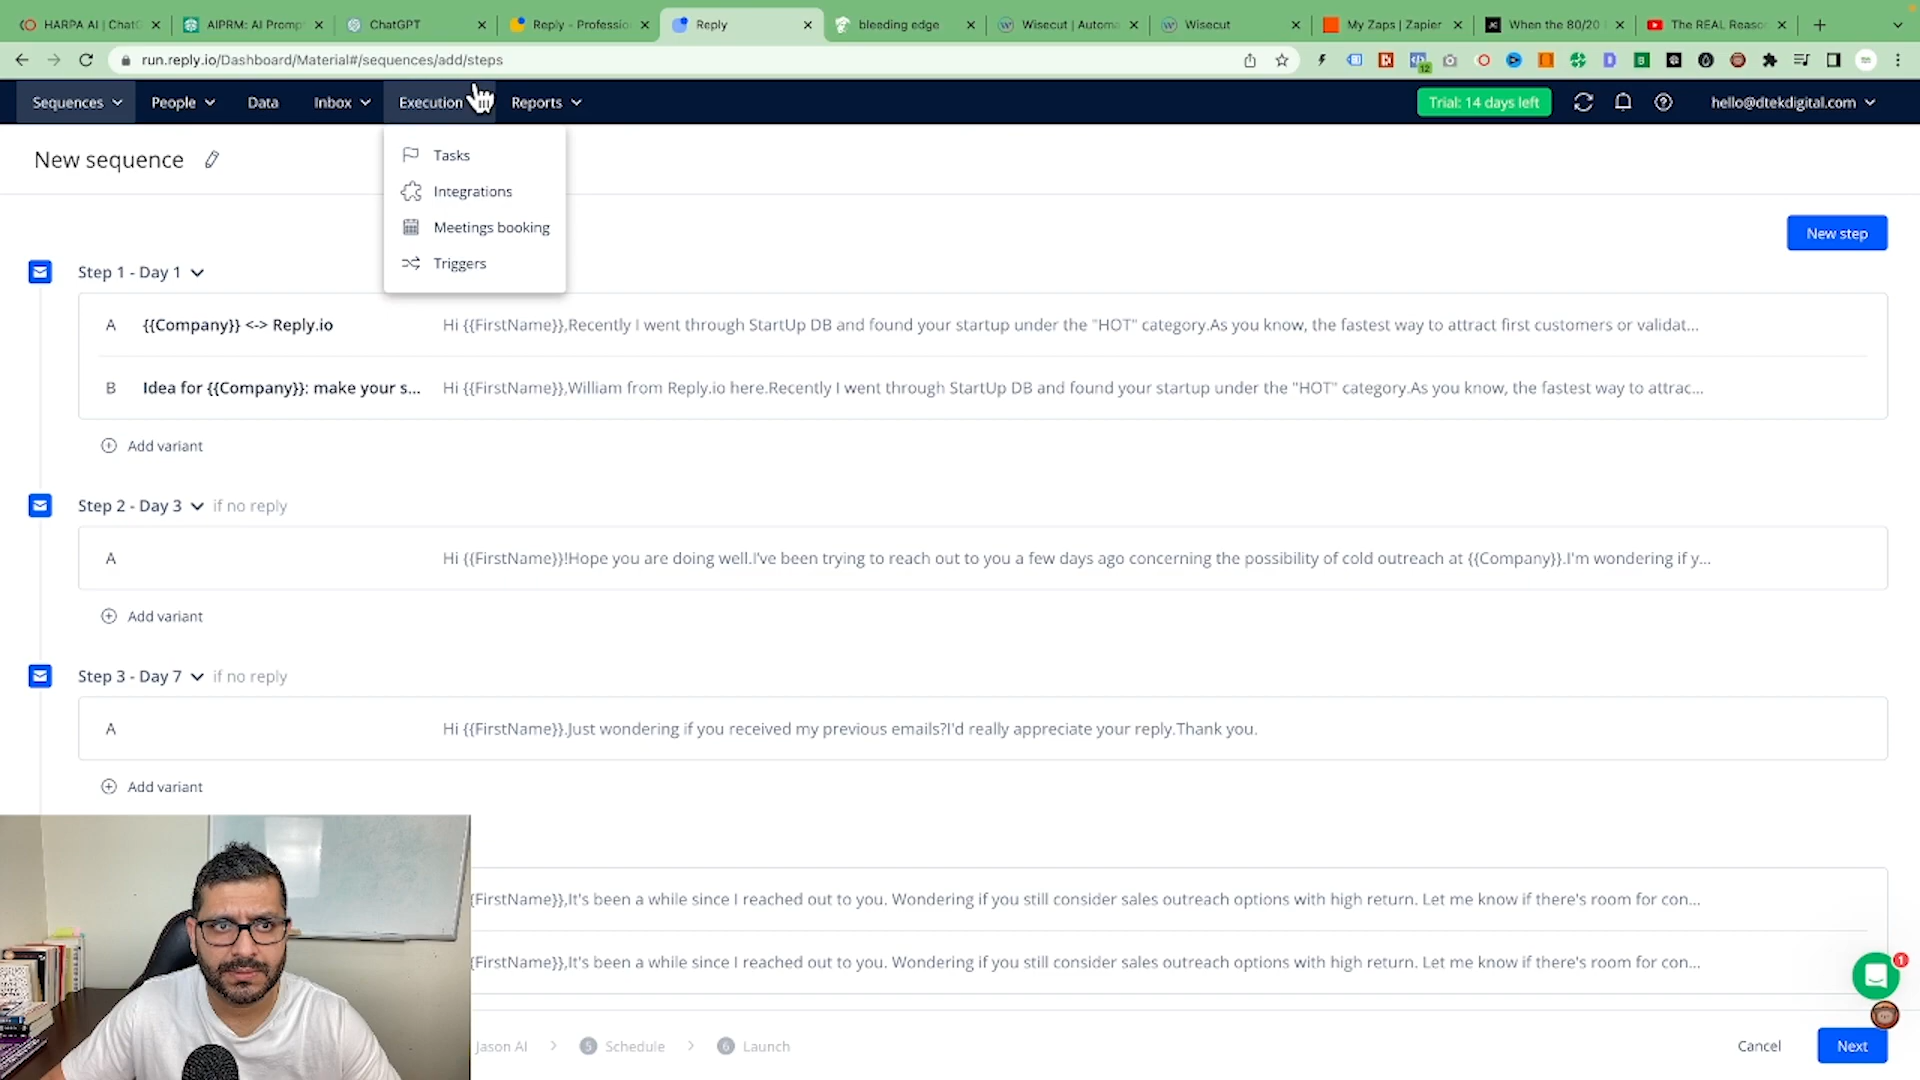 HARPA AI | ChatG
AIPRM: AI Promp
ChatGPT
Reply - Professio
Reply
bleeding edge
Wisecut | Automa
Wisecut
My Zaps | Zapier
When the 80/20
The REAL Reaso
run.reply.io/Dashboard/Material#/sequences/add/steps
12
Sequences
People
Data
Inbox
Execution
Reports
Trial: 14 days left
hello@dtekdigital.com
Tasks
Integrations
Meetings booking
Triggers
New sequence
New step
Step 1 - Day 1
A {{Company}} <-> Reply.io Hi {{FirstName}},Recently I went through StartUp DB and found your startup under the "HOT" category.As you know, the fastest way to attract first customers or validat...
B Idea for {{Company}}: make your s... Hi {{FirstName}},William from Reply.io here.Recently I went through StartUp DB and found your startup under the "HOT" category.As you know, the fastest way to attrac...
Add variant
Step 2 - Day 3 if no reply
A Hi {{FirstName}}!Hope you are doing well.I've been trying to reach out to you a few days ago concerning the possibility of cold outreach at {{Company}}.I'm wondering if y...
Add variant
Step 3 - Day 7 if no reply
A Hi {{FirstName}}.Just wondering if you received my previous emails?I'd really appreciate your reply.Thank you.
Add variant
{FirstName}},It's been a while since I reached out to you. Wondering if you still consider sales outreach options with high return. Let me know if there's room for con...
{FirstName}},It's been a while since I reached out to you. Wondering if you still consider sales outreach options with high return. Let me know if there's room for con...
1
Jason AI > 5 Schedule > 6 Launch
Cancel
Next